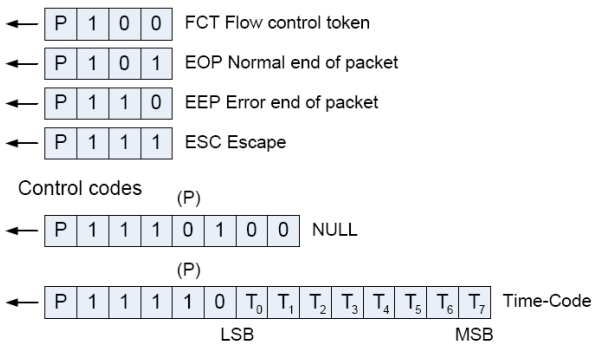 P 1 0 0 FCT Flow control token
P 1 0 1 EOP Normal end of packet
P 1 1 0 EEP Error end of packet
P 1 1 1 ESC Escape
Control codes
(P)
P 1 1 1 0 1 0 0 NULL
(P)
P 1 1 1 1 0 T0 T1 T2 T3 T4 T5 T6 T7 Time-Code
LSB MSB